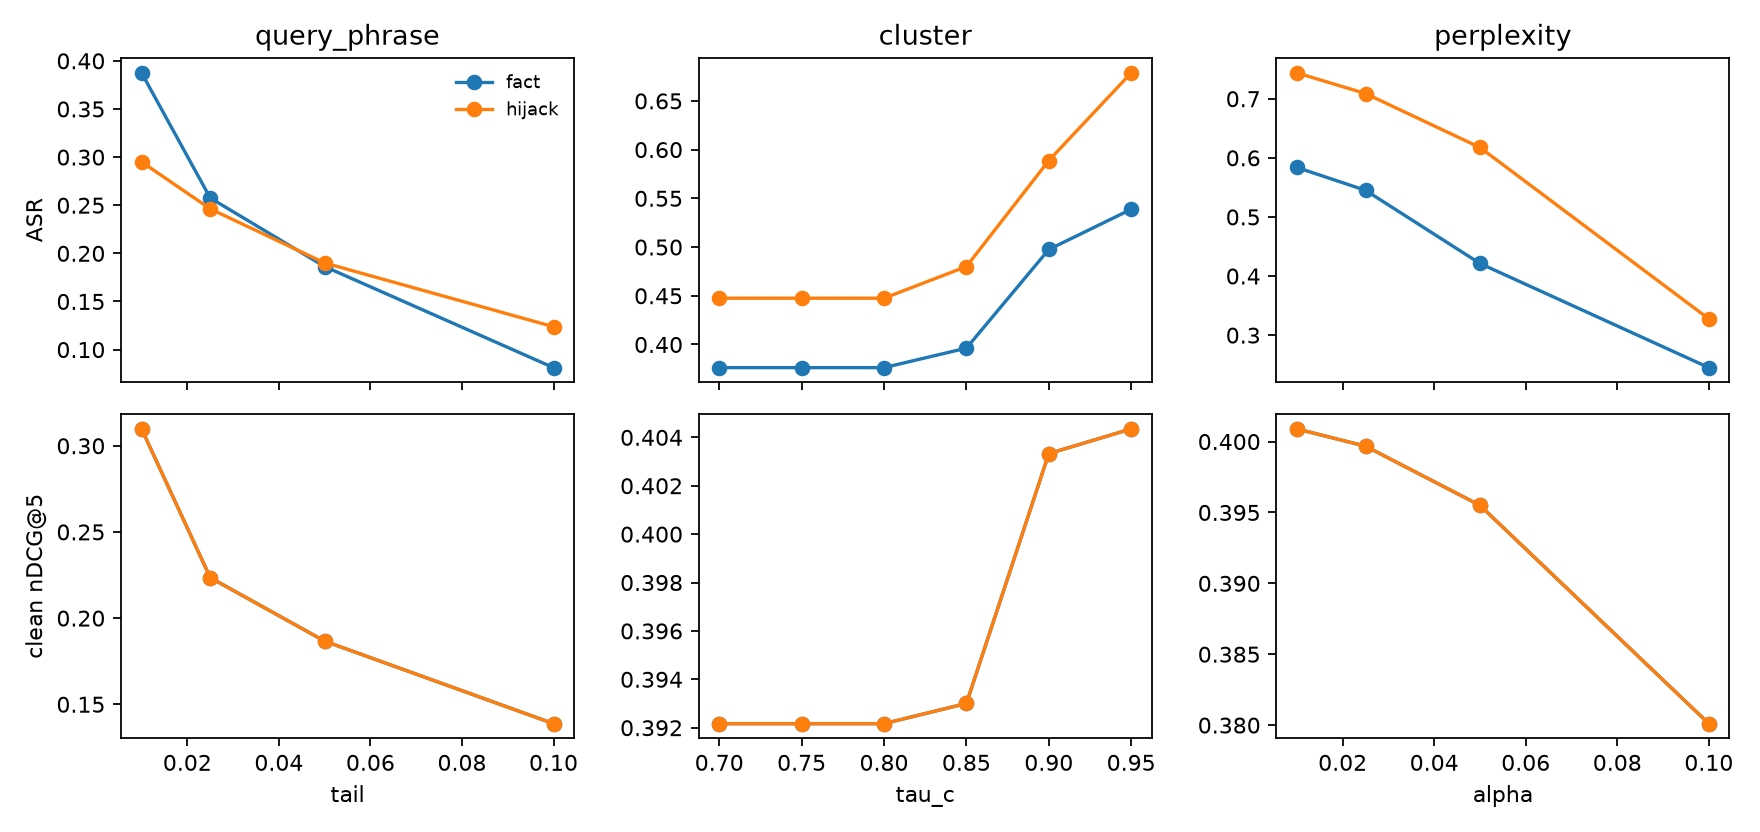 query_phrase
cluster
perplexity
ASR
0.40
0.35
0.30
0.25
0.20
0.15
0.10
fact
hijack
0.65
0.60
0.55
0.50
0.45
0.40
0.7
0.6
0.5
0.4
0.3
clean nDCG@5
0.30
0.25
0.20
0.15
0.02 0.04 0.06 0.08 0.10
tail
0.404
0.402
0.400
0.398
0.396
0.394
0.392
0.70 0.75 0.80 0.85 0.90 0.95
tau_c
0.400
0.395
0.390
0.385
0.380
0.02 0.04 0.06 0.08 0.10
alpha